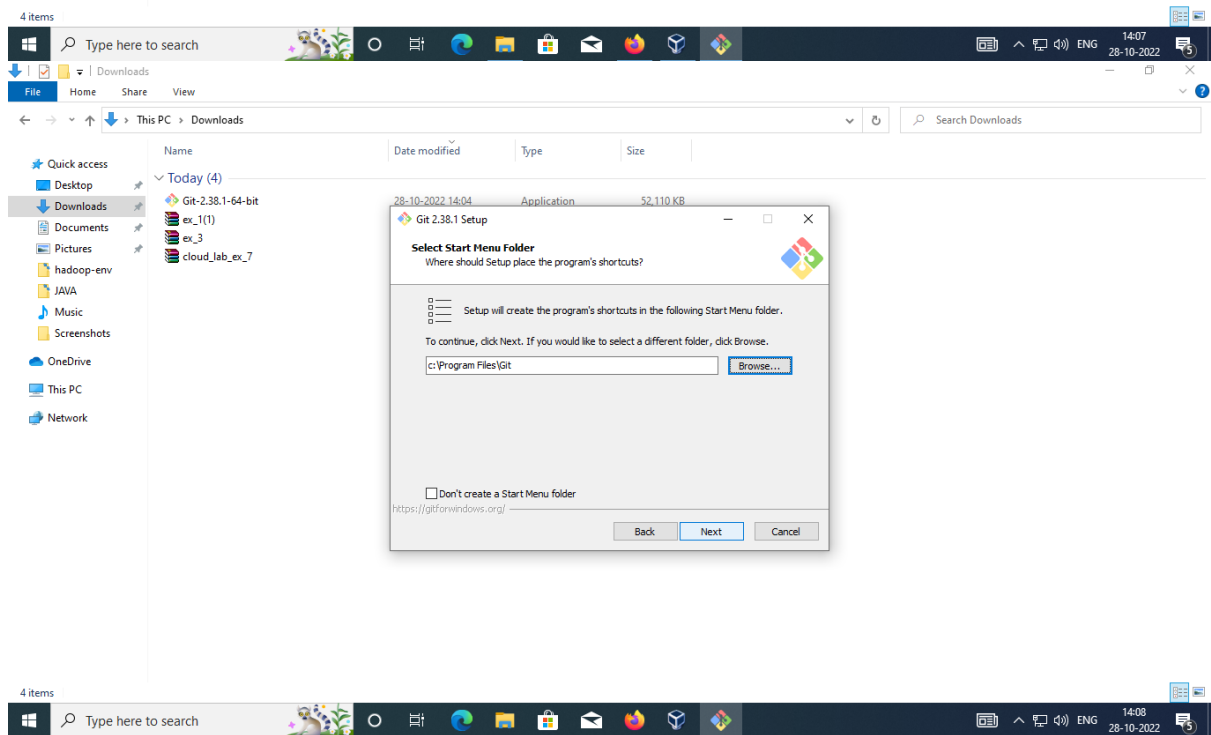 4 items
Type here to search
ENG
14:07
28-10-2022
5
Downloads
File Home Share View
This PC > Downloads
Search Downloads
Name Date modified Type Size
Quick access
Desktop
Downloads
Documents
Pictures
hadoop-env
JAVA
Music
Screenshots
OneDrive
This PC
Network
Today (4)
Git-2.38.1-64-bit 28-10-2022 14:04 Application 52,110 KB
ex_1(1)
ex_3
cloud_lab_ex_7
Git 2.38.1 Setup
Select Start Menu Folder
Where should Setup place the program's shortcuts?
Setup will create the program's shortcuts in the following Start Menu folder.
To continue, click Next. If you would like to select a different folder, click Browse.
c:\Program Files\Git Browse...
Don't create a Start Menu folder
https://gitforwindows.org/
Back Next Cancel
4 items
Type here to search
ENG
14:08
28-10-2022
5